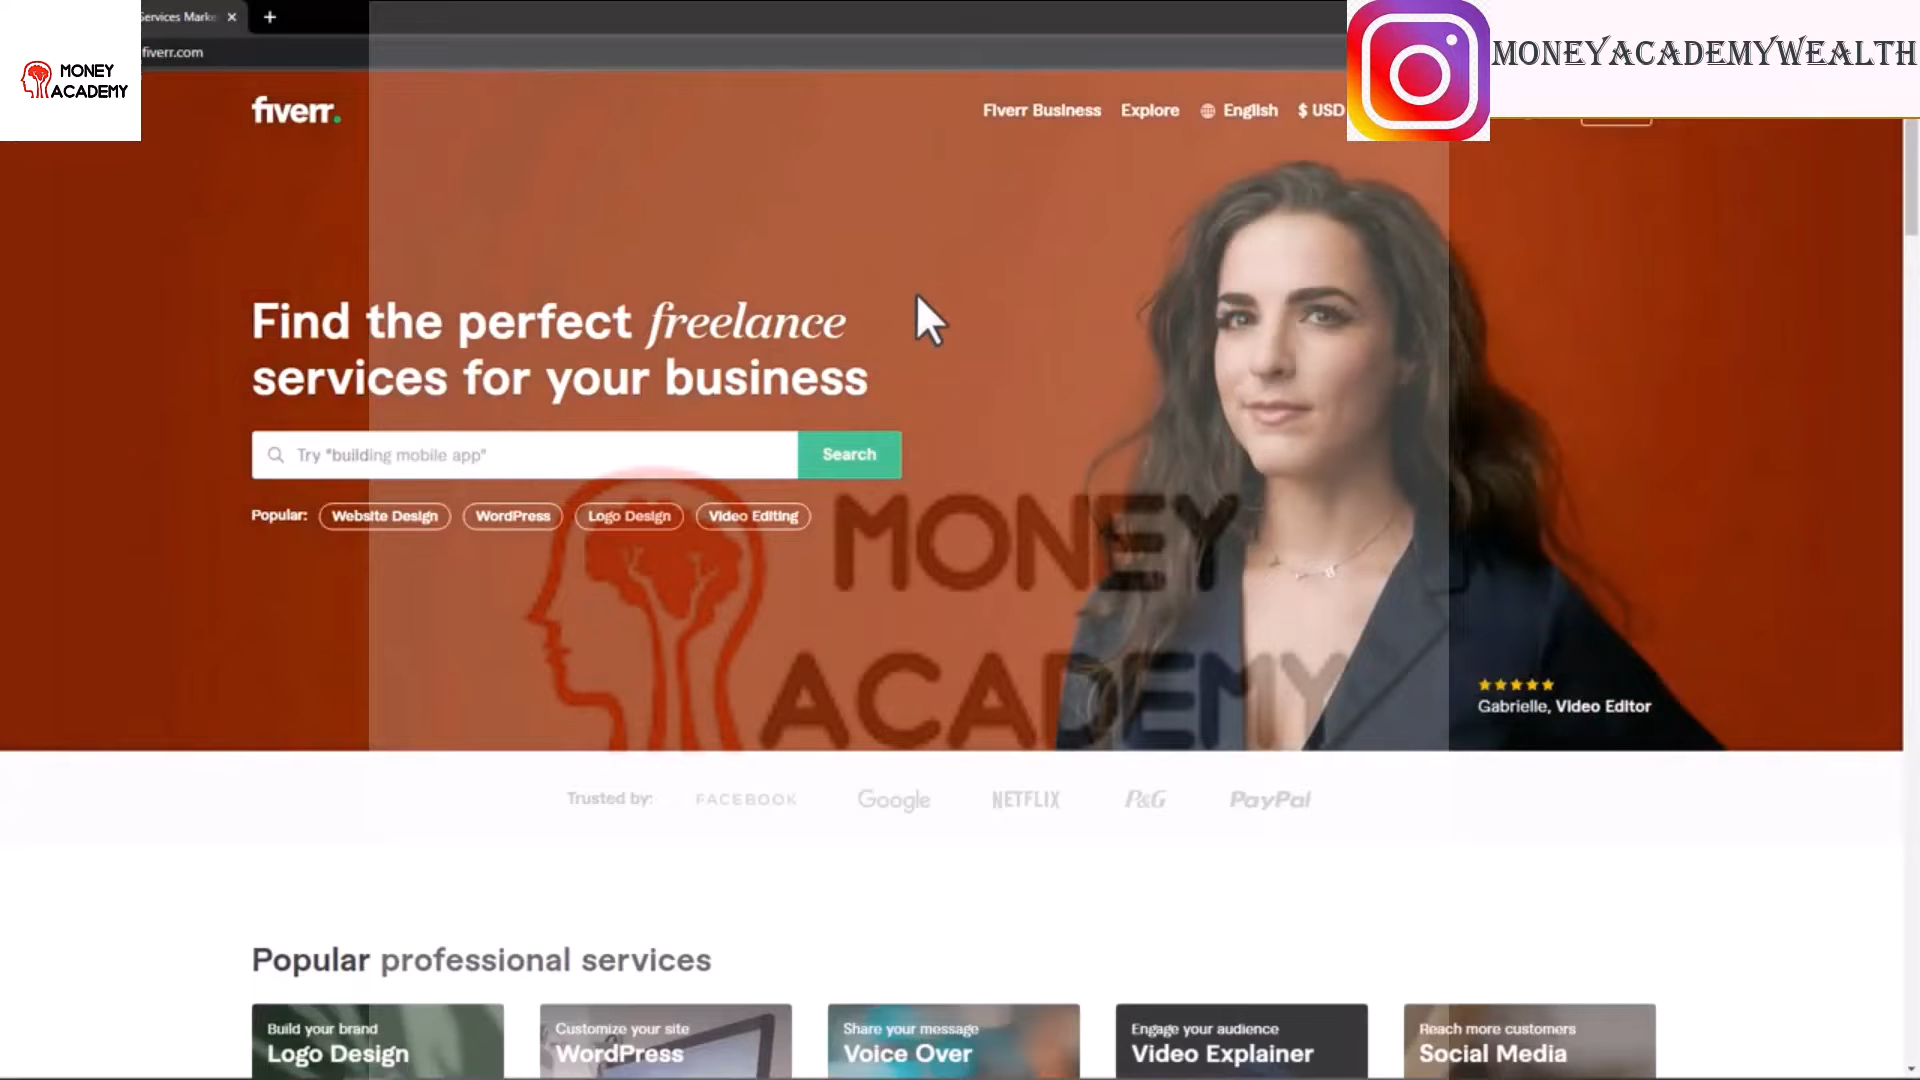 Services Marke
fiverr.com
MONEY
ACADEMY
MONEYACADEMYWEALTH
fiverr.
Fiverr Business
Explore
English
$ USD
Find the perfect freelance
services for your business
Try "building mobile app"
Search
Popular:
Website Design
WordPress
Logo Design
Video Editing
MONEY
ACADEMY
Gabrielle, Video Editor
Trusted by:
FACEBOOK
Google
NETFLIX
P&G
PayPal
Popular professional services
Build your brand
Logo Design
Customize your site
WordPress
Share your message
Voice Over
Engage your audience
Video Explainer
Reach more customers
Social Media